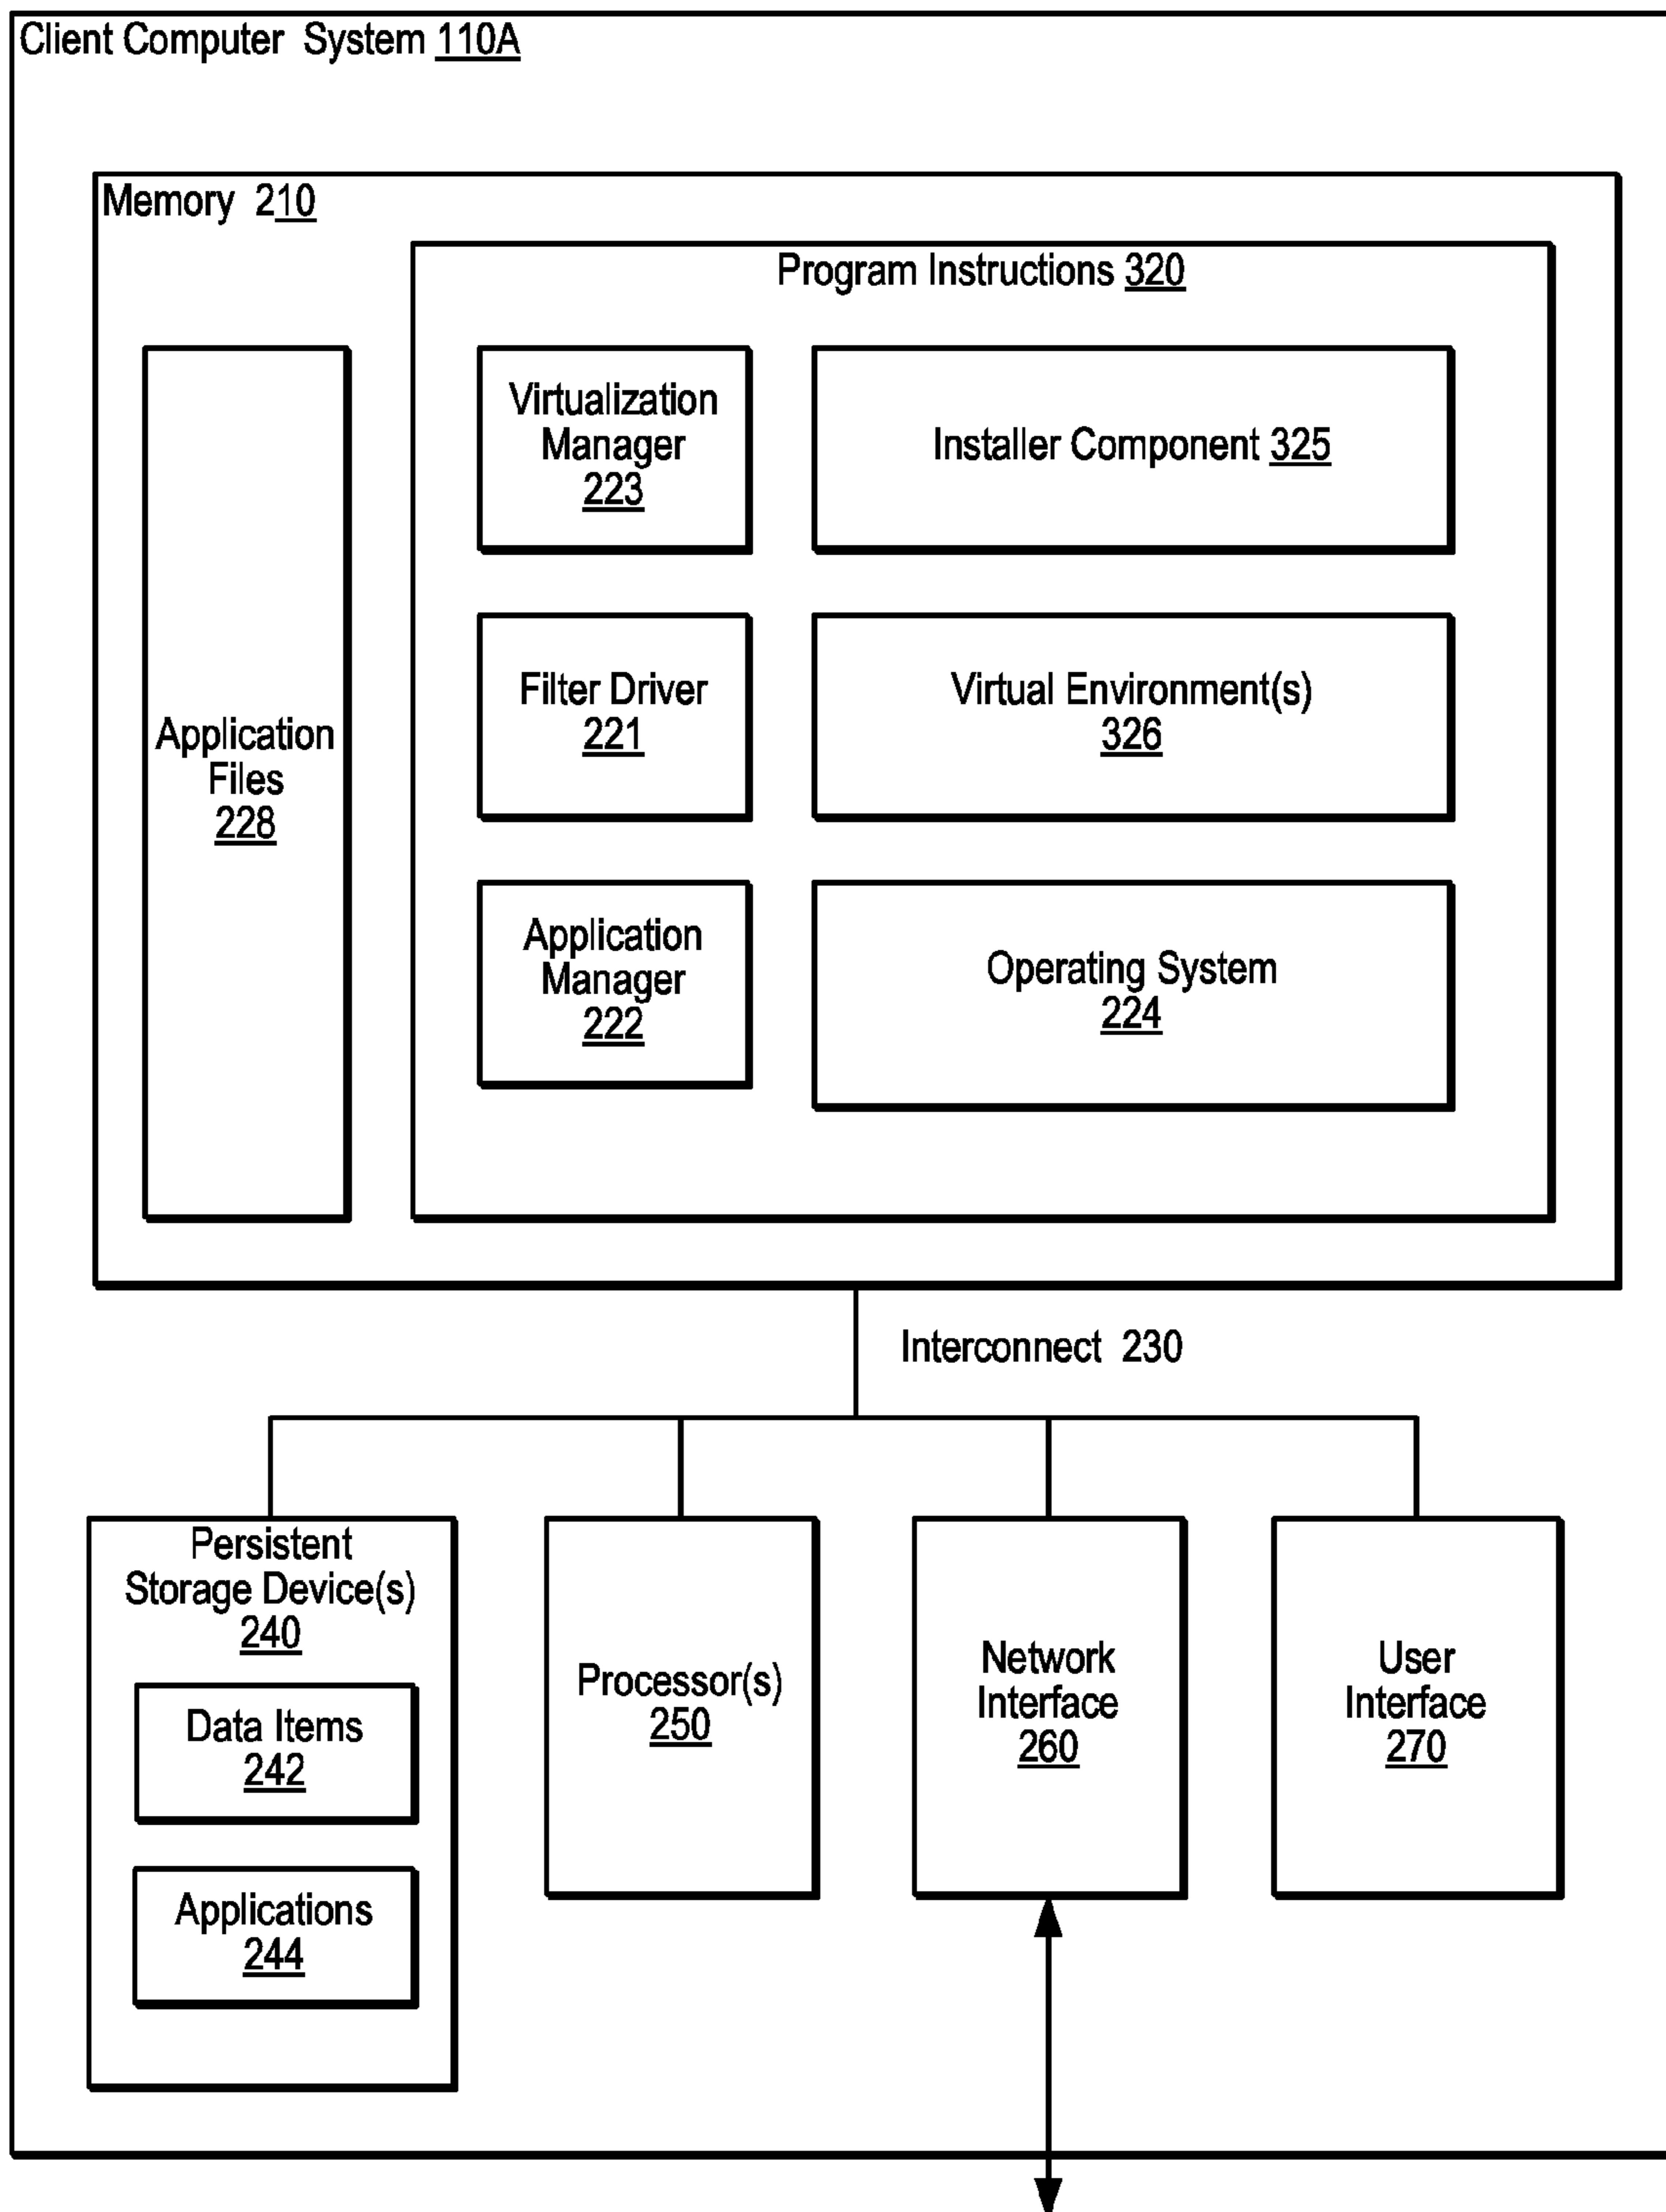 Client Computer System 110A
Memory 210
Program Instructions 320
Virtualization
Manager
223
Installer Component 325
Application
Files
228
Filter Driver
221
Virtual Environment(s)
326
Application
Manager
222
Operating System
224
Interconnect 230
Persistent
Storage Device(s)
240
Data Items
242
Applications
244
Processor(s)
250
Network
Interface
260
User
Interface
270